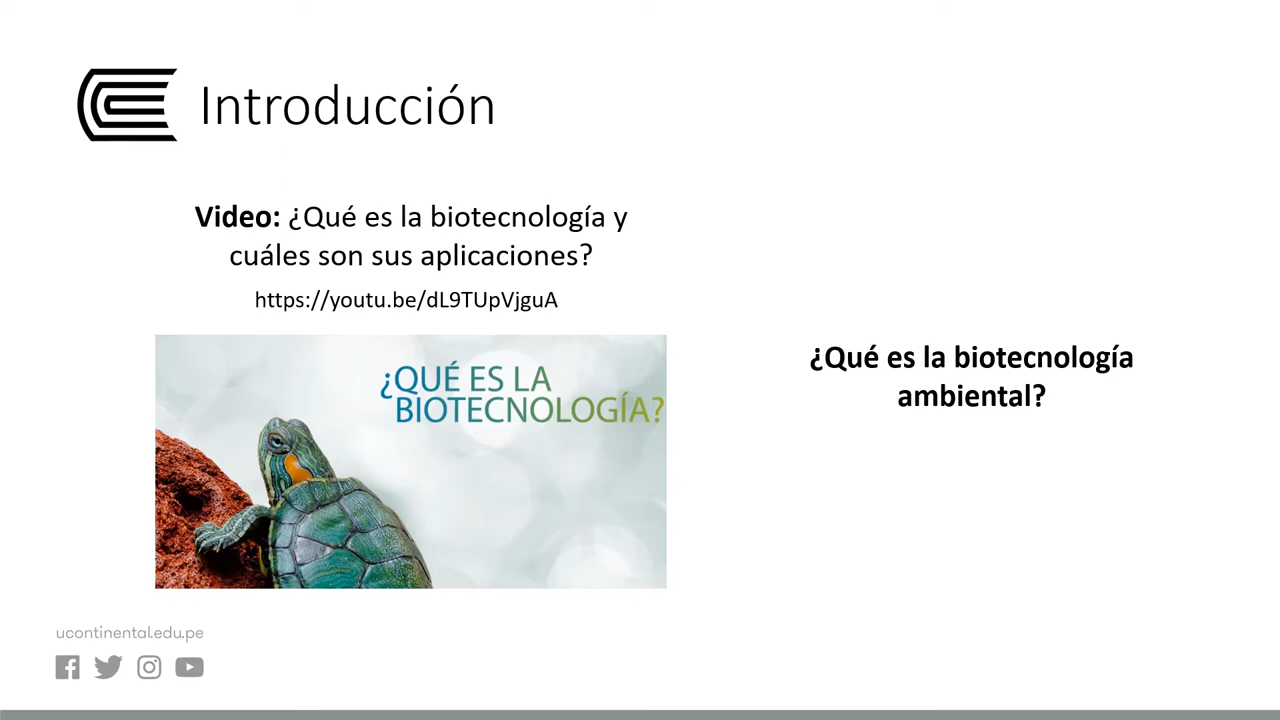 Introducción
Video: ¿Qué es la biotecnología y
cuáles son sus aplicaciones?
https://youtu.be/dL9TUpVjguA
¿QUÉ ES LA
BIOTECNOLOGÍA?
¿Qué es la biotecnología
ambiental?
ucontinental.edu.pe